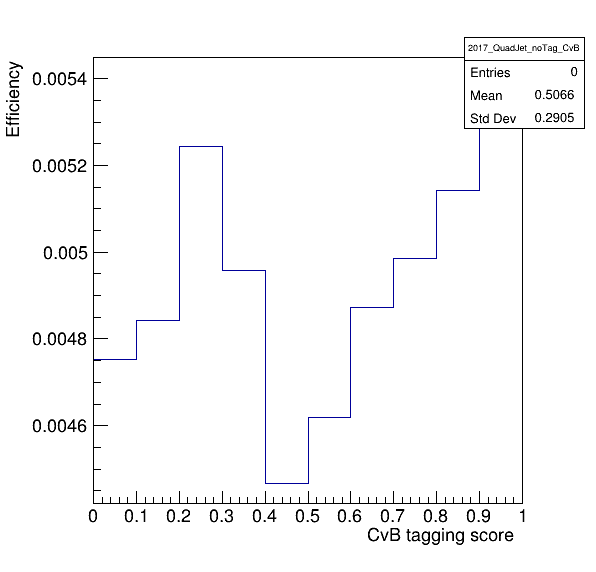 2017_QuadJet_noTag_CvB
Entries 0
Mean 0.5066
Std Dev 0.2905
Efficiency
0.0054
0.0052
0.005
0.0048
0.0046
0 0.1 0.2 0.3 0.4 0.5 0.6 0.7 0.8 0.9 1
CvB tagging score